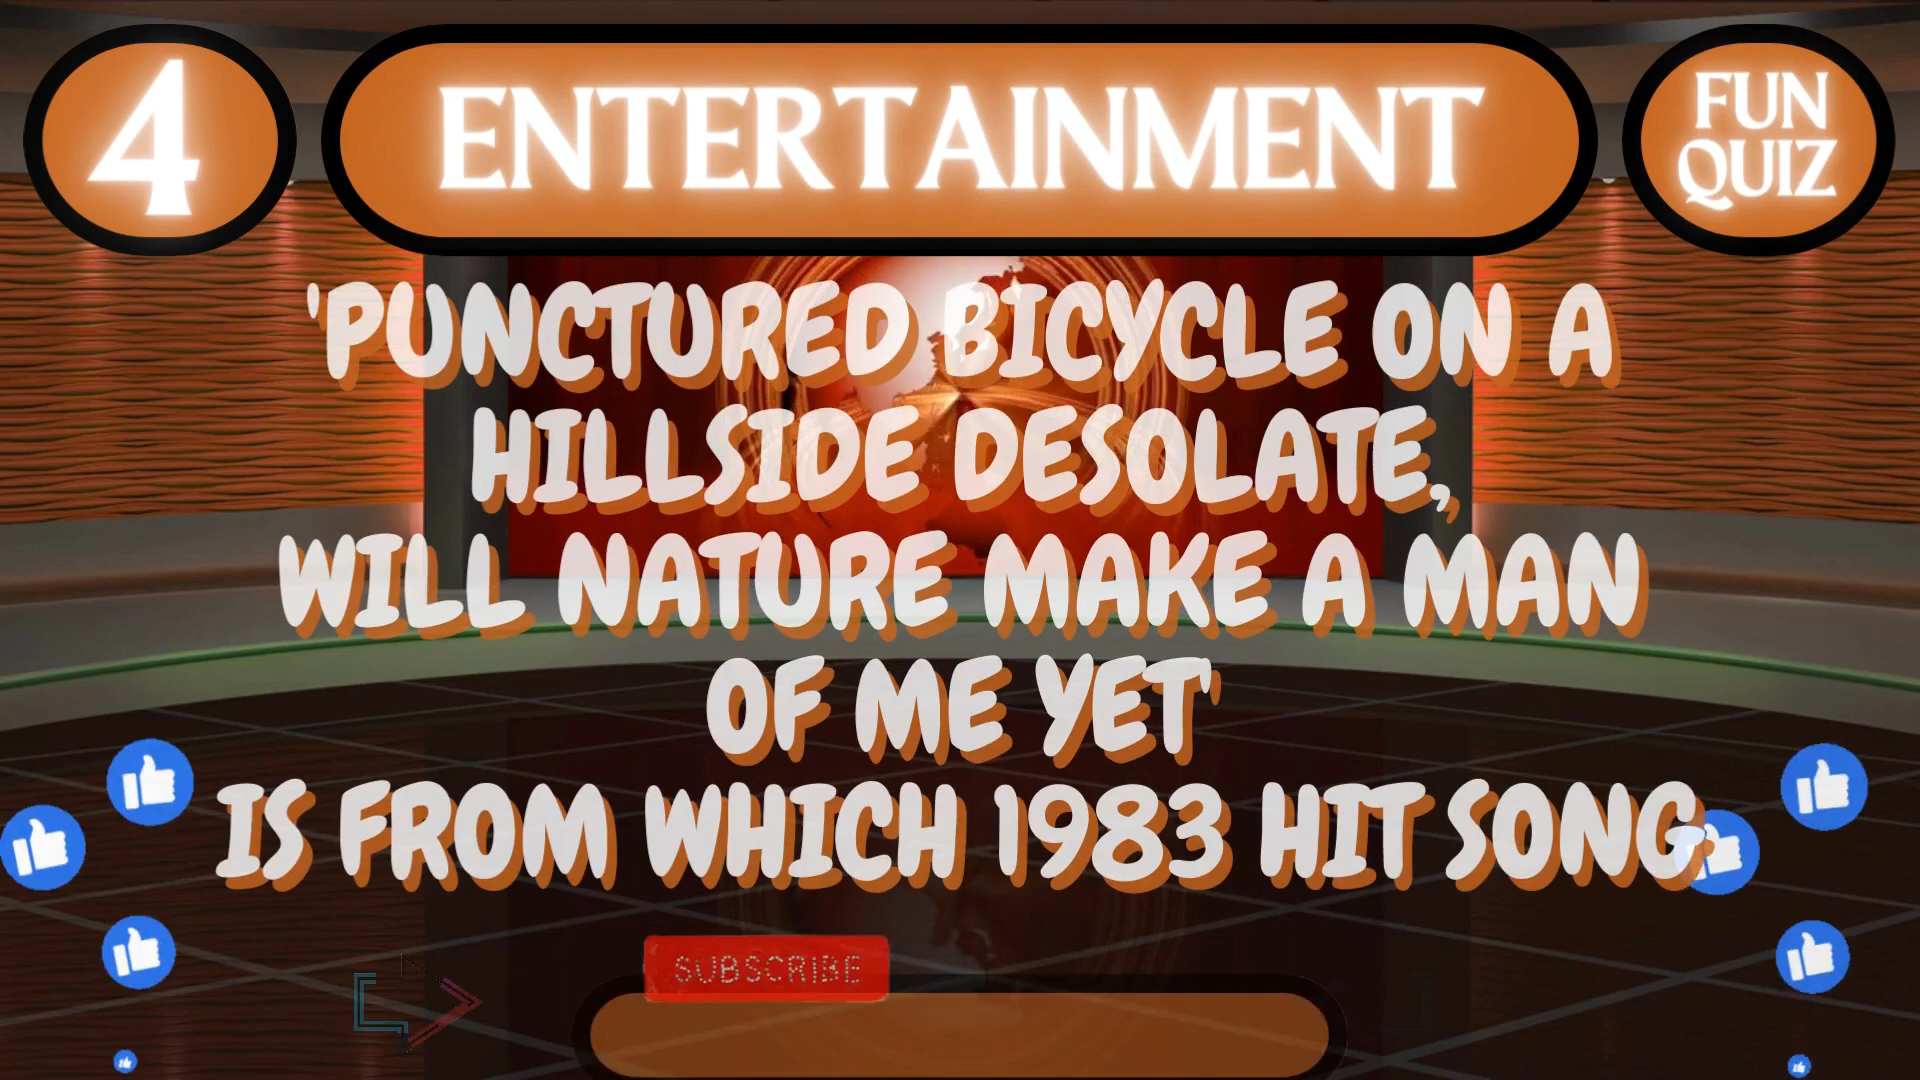 4
ENTERTAINMENT
FUN
QUIZ
'PUNCTURED BICYCLE ON A
HILLSIDE DESOLATE,
WILL NATURE MAKE A MAN
OF ME YET'
IS FROM WHICH 1983 HIT SONG
SUBSCRIBE